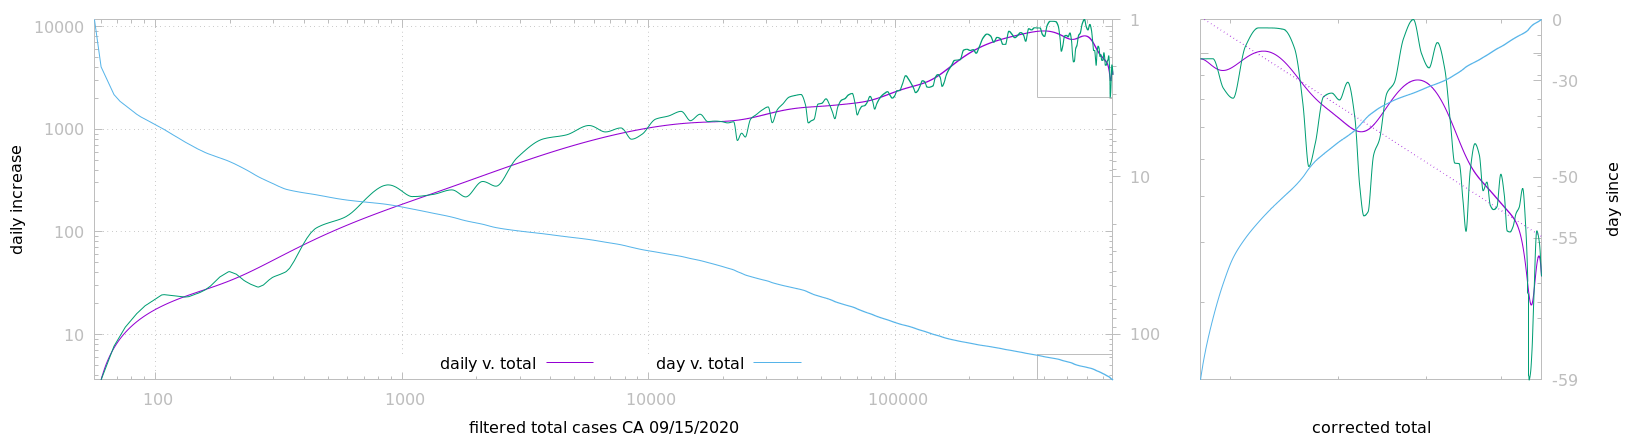 10000
1000
100
10
daily increase
1
10
100
daily v. total
day v. total
100
1000
10000
100000
filtered total cases CA 09/15/2020
0
-30
-50
-55
-59
day since
corrected total